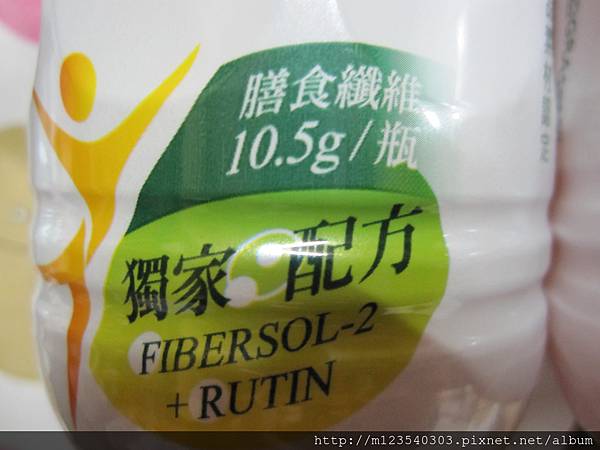 膳食纖維
10.5g/瓶
獨家 配方
FIBERSOL-2
+ RUTIN
http://m123540303.pixnet.net/album